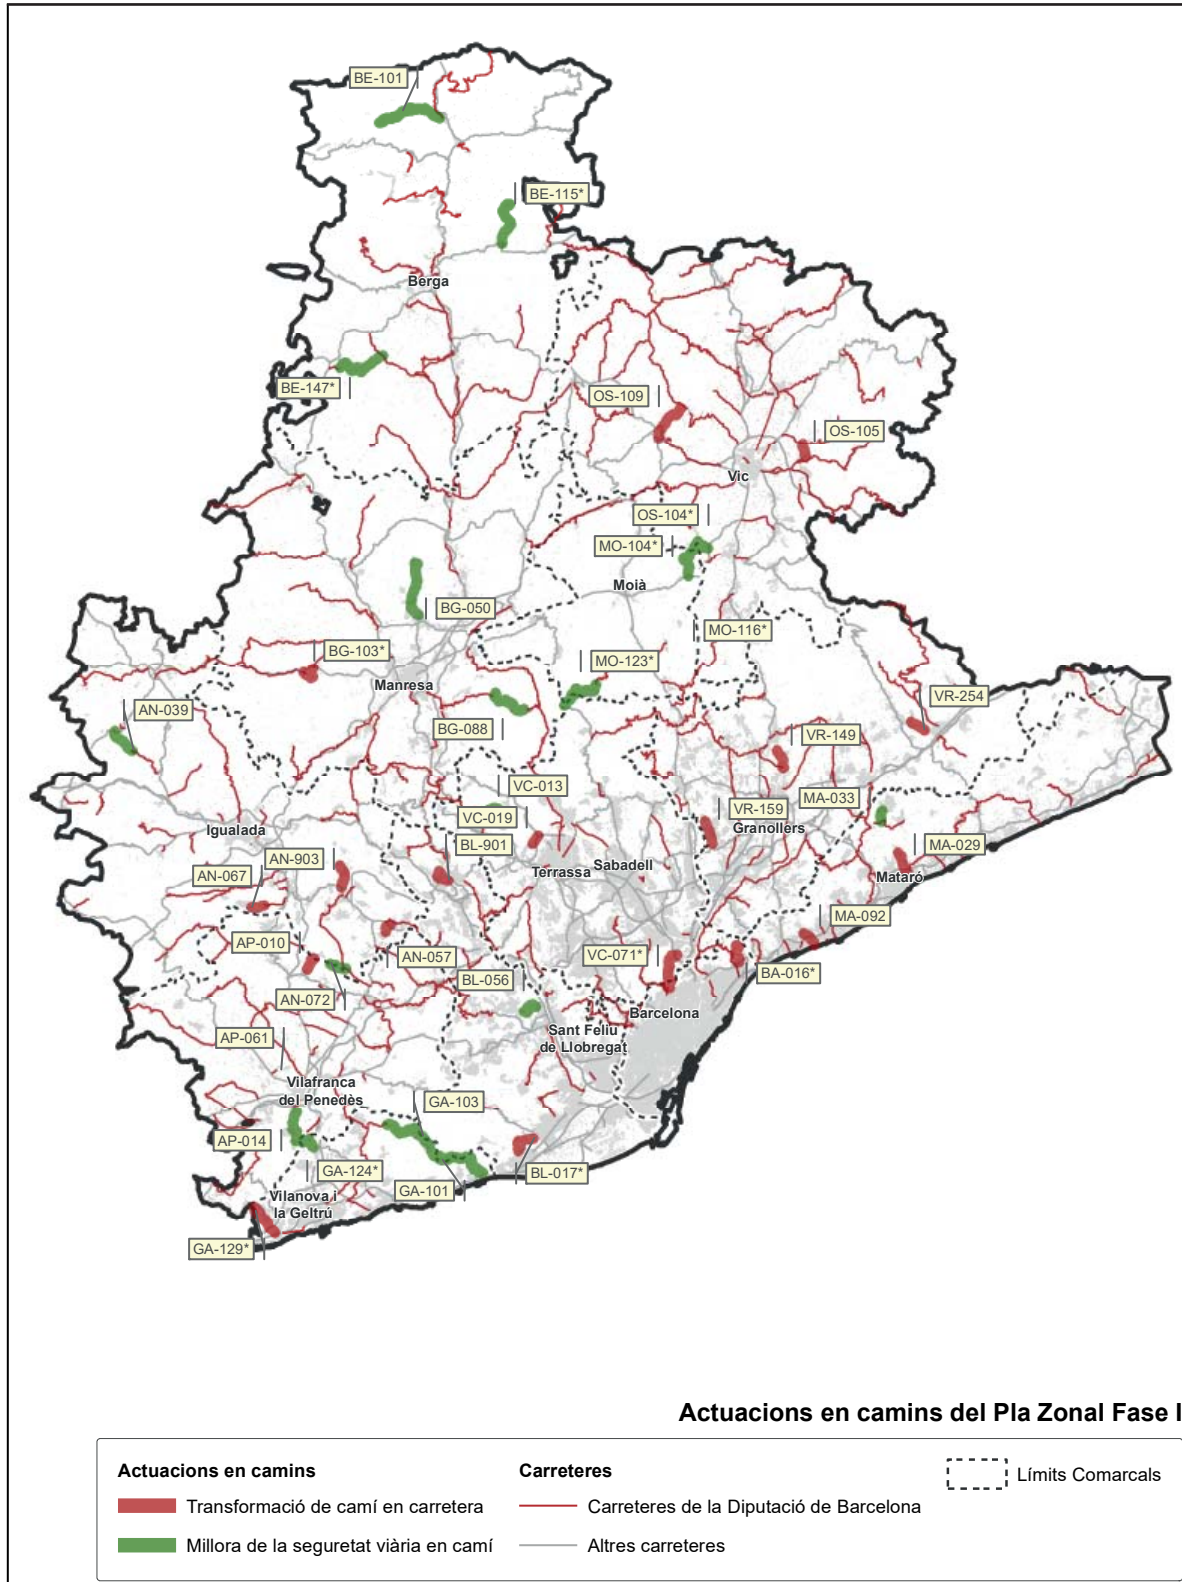 BE-101
BE-115*
Berga
BE-147*
OS-109
OS-105
Vic
OS-104*
MO-104*
Moià
BG-050
MO-116*
BG-103*
MO-123*
Manresa
VR-254
AN-039
BG-088
VR-149
VC-013
MA-033
VC-019
VR-159
Granollers
Igualada
BL-901
MA-029
AN-903
Terrassa
Sabadell
AN-067
Mataró
MA-092
AP-010
AN-057
VC-071*
BA-016*
BL-056
AN-072
Barcelona
Sant Feliu
de Llobregat
AP-061
Vilafranca
del Penedès
GA-103
AP-014
GA-124*
BL-017*
GA-101
Vilanova i
la Geltrú
GA-129*
Actuacions en camins del Pla Zonal Fase I
Actuacions en camins
Transformació de camí en carretera
Millora de la seguretat viària en camí
Carreteres
Carreteres de la Diputació de Barcelona
Altres carreteres
Límits Comarcals